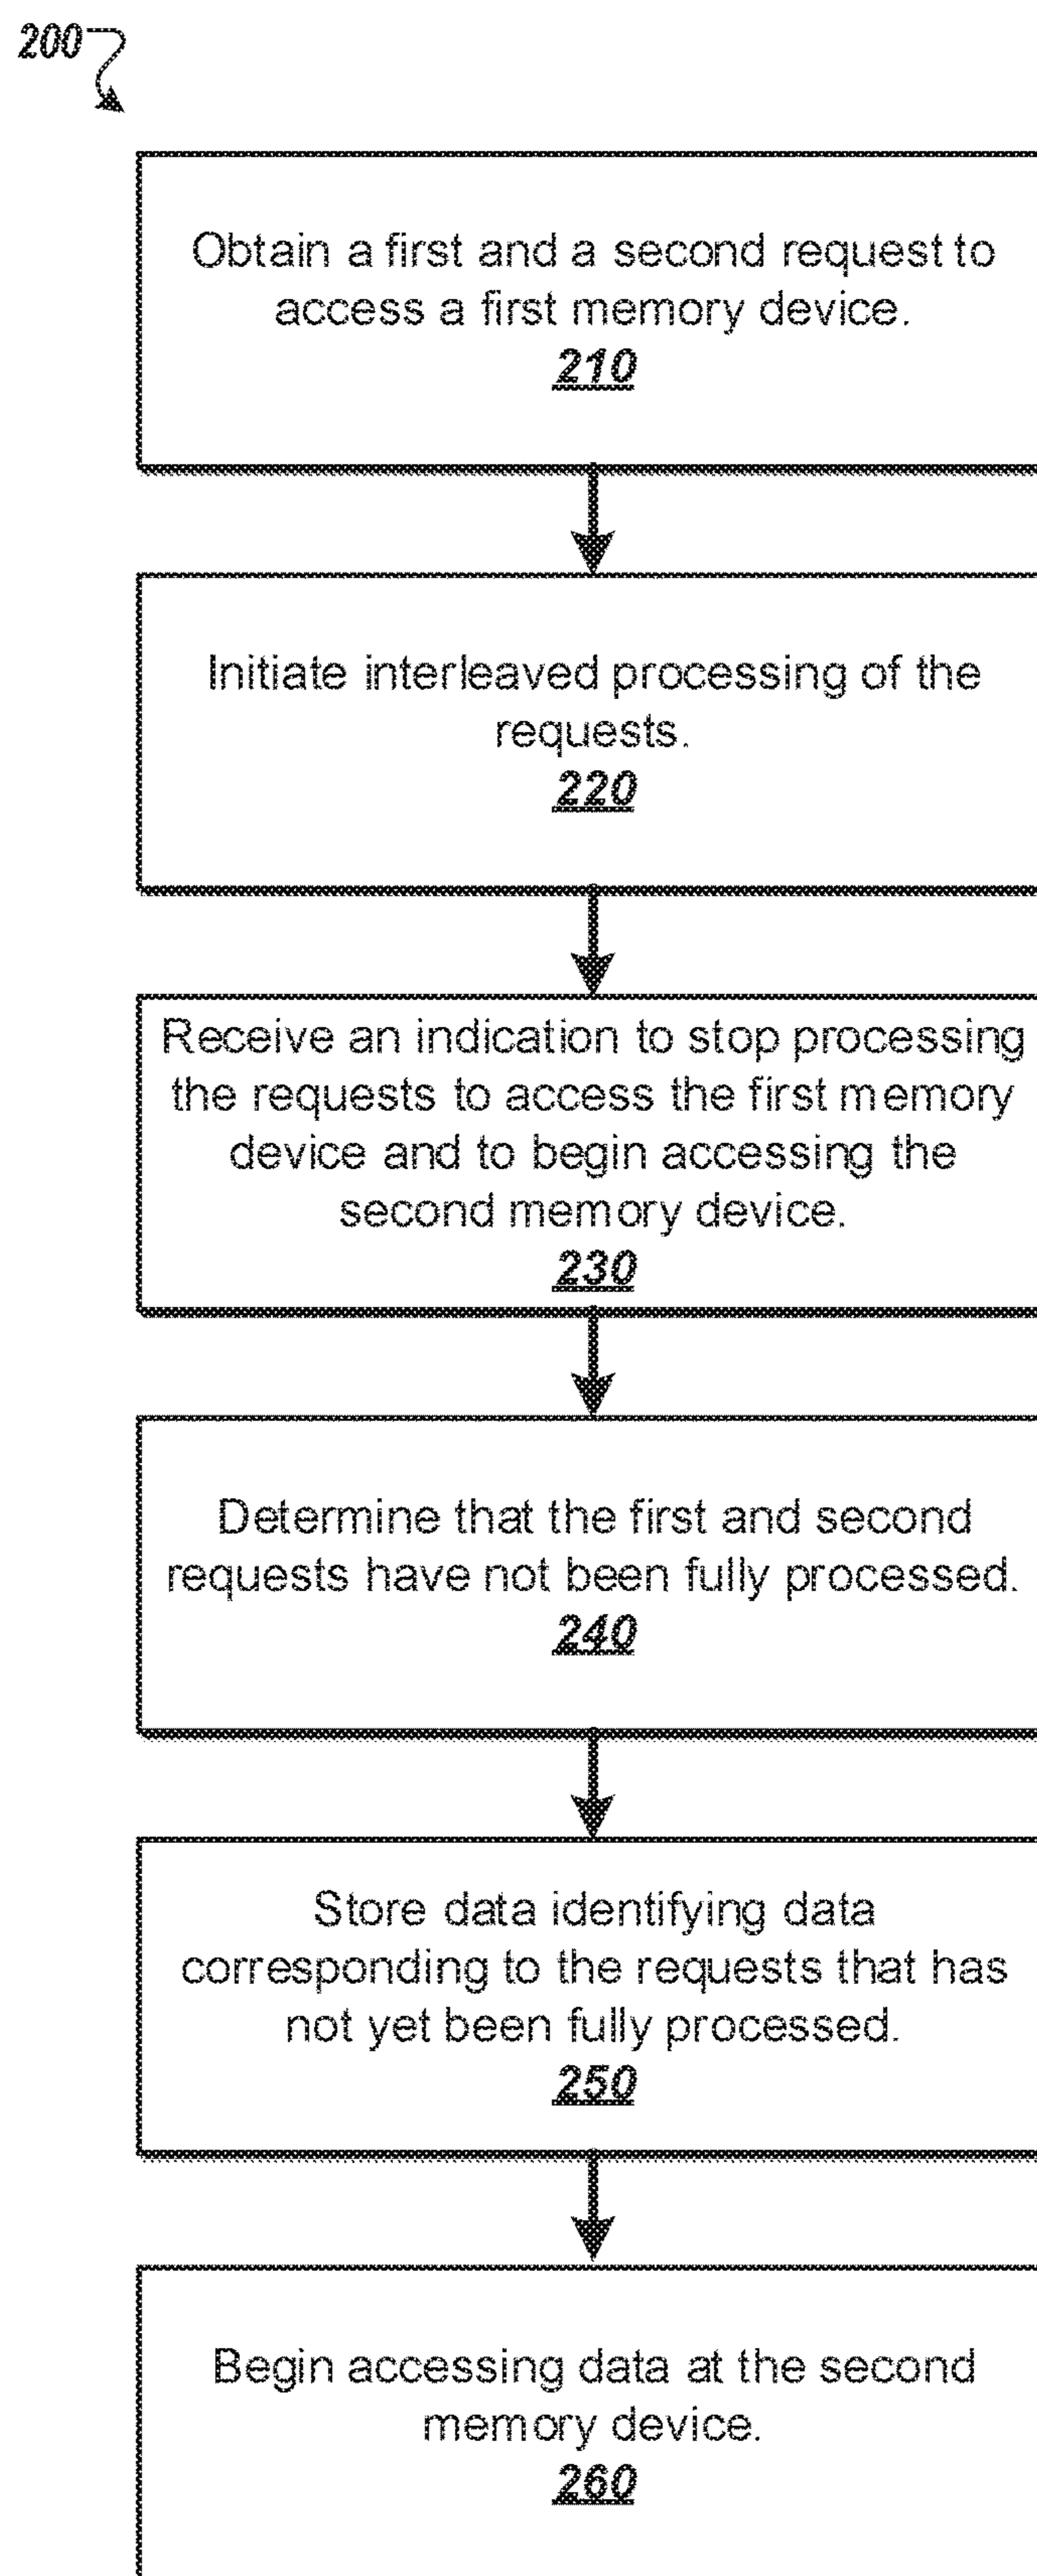 200
Obtain a first and a second request to
access a first memory device.
210
Initiate interleaved processing of the
requests.
220
Receive an indication to stop processing
the requests to access the first memory
device and to begin accessing the
second memory device.
230
Determine that the first and second
requests have not been fully processed.
240
Store data identifying data
corresponding to the requests that has
not yet been fully processed.
250
Begin accessing data at the second
memory device.
260